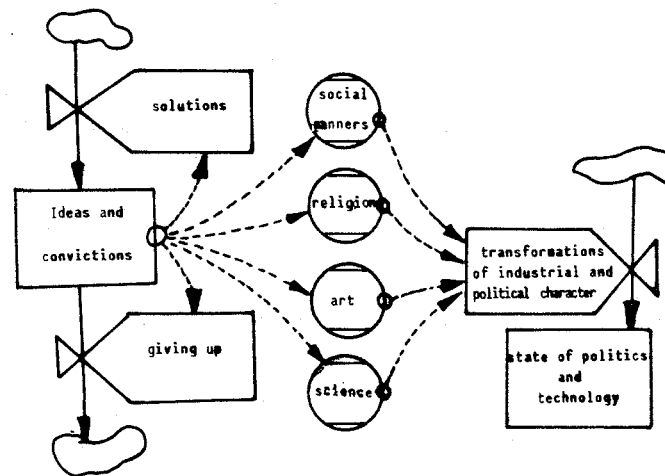 solutions
Ideas and
convictions
giving up
social
manners
religion
art
science
transformations
of industrial and
political character
state of politics
and
technology